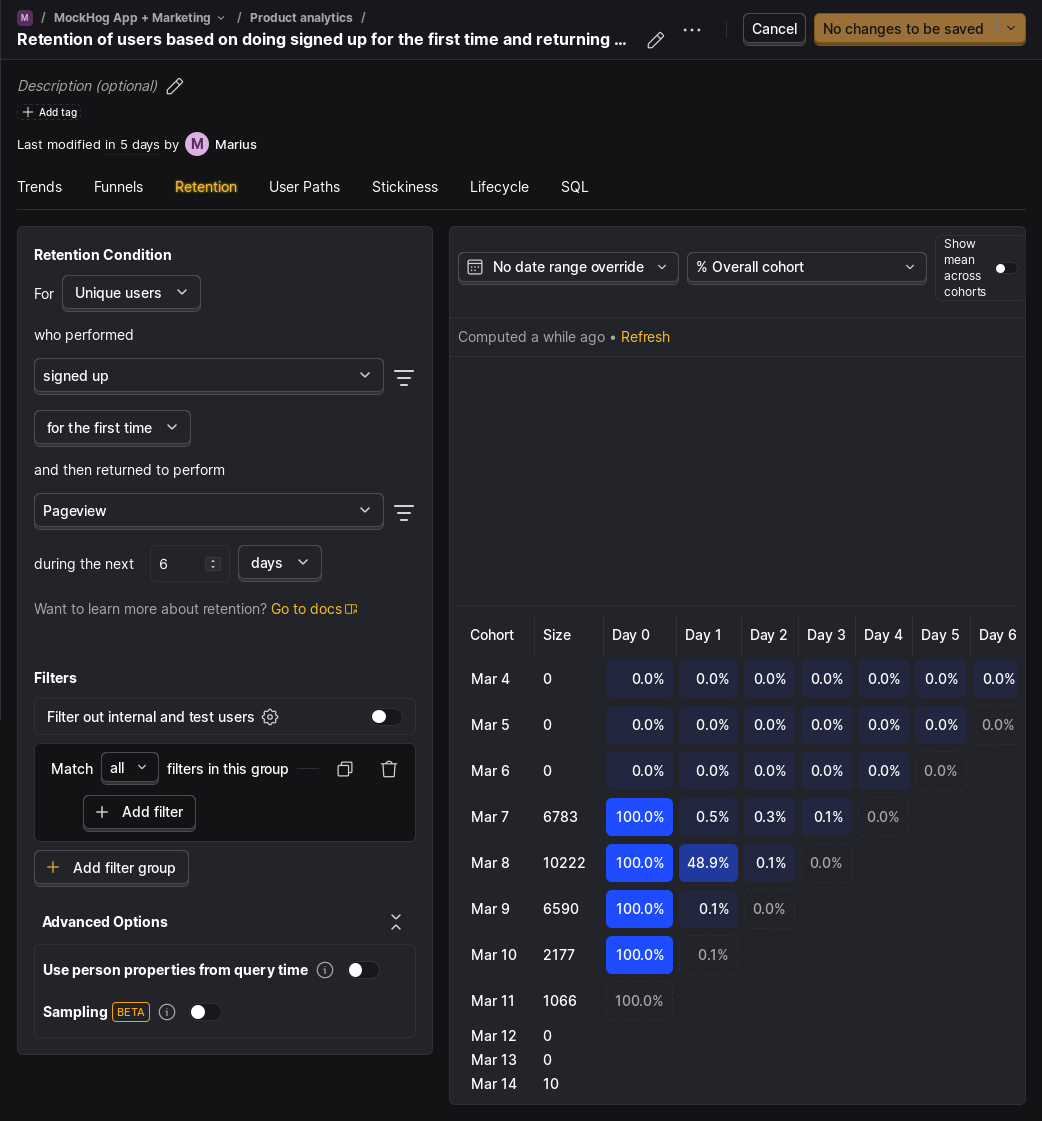 M / MockHog App + Marketing / Product analytics /
Retention of users based on doing signed up for the first time and returning ...
Cancel
No changes to be saved
Description (optional)
Add tag
Last modified in 5 days by M Marius
Trends Funnels Retention User Paths Stickiness Lifecycle SQL
Retention Condition
For Unique users
who performed
signed up
for the first time
and then returned to perform
Pageview
during the next 6 days
Want to learn more about retention? Go to docs
Filters
Filter out internal and test users
Match all filters in this group
Add filter
Add filter group
Advanced Options
Use person properties from query time
Sampling BETA
No date range override
% Overall cohort
Show
mean
across
cohorts
Computed a while ago • Refresh
Cohort Size Day 0 Day 1 Day 2 Day 3 Day 4 Day 5 Day 6
Mar 4 0 0.0% 0.0% 0.0% 0.0% 0.0% 0.0% 0.0%
Mar 5 0 0.0% 0.0% 0.0% 0.0% 0.0% 0.0% 0.0%
Mar 6 0 0.0% 0.0% 0.0% 0.0% 0.0% 0.0%
Mar 7 6783 100.0% 0.5% 0.3% 0.1% 0.0%
Mar 8 10222 100.0% 48.9% 0.1% 0.0%
Mar 9 6590 100.0% 0.1% 0.0%
Mar 10 2177 100.0% 0.1%
Mar 11 1066 100.0%
Mar 12 0
Mar 13 0
Mar 14 10